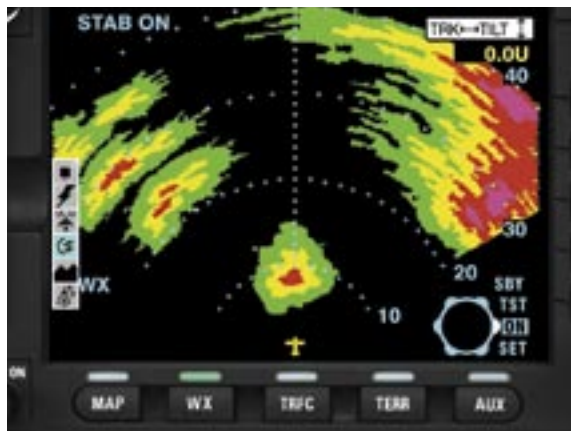 STAB ON
TRK↔TILT
0.0U
40
30
20
10
WX
SBY
TST
ON
SET
ON
MAP
WX
TRFC
TERR
AUX